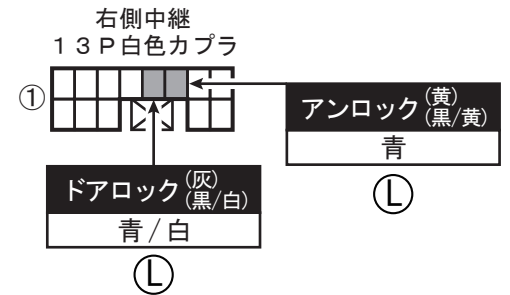 右側中継
13P白色カプラ
①
アンロック(黄)(黒/黄)
青
Ⓛ
ドアロック(灰)(黒/白)
青/白
Ⓛ